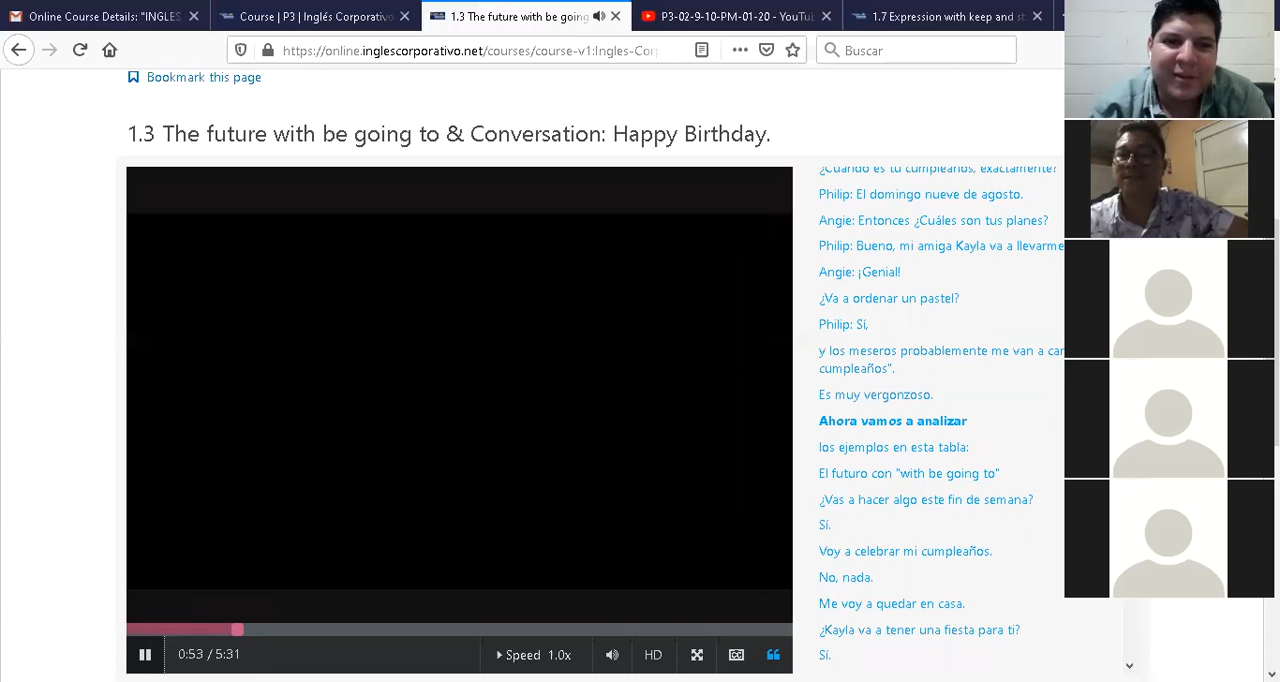 Online Course Details: "INGLES
Course | P3 | Inglés Corporativo
1.3 The future with be going
P3-02-9-10-PM-01-20 - YouTu
1.7 Expression with keep and st
https://online.inglescorporativo.net/courses/course-v1:Ingles-Cor
Buscar
Bookmark this page
1.3 The future with be going to & Conversation: Happy Birthday.
¿Cuándo es tu cumpleaños, exactamente?
Philip: El domingo nueve de agosto.
Angie: Entonces ¿Cuáles son tus planes?
Philip: Bueno, mi amiga Kayla va a llevarme
Angie: ¡Genial!
¿Va a ordenar un pastel?
Philip: Sí,
y los meseros probablemente me van a can
cumpleaños".
Es muy vergonzoso.
Ahora vamos a analizar
los ejemplos en esta tabla:
El futuro con "with be going to"
¿Vas a hacer algo este fin de semana?
Sí.
Voy a celebrar mi cumpleaños.
No, nada.
Me voy a quedar en casa.
¿Kayla va a tener una fiesta para ti?
Sí.
0:53 / 5:31
Speed 1.0x
HD
CC